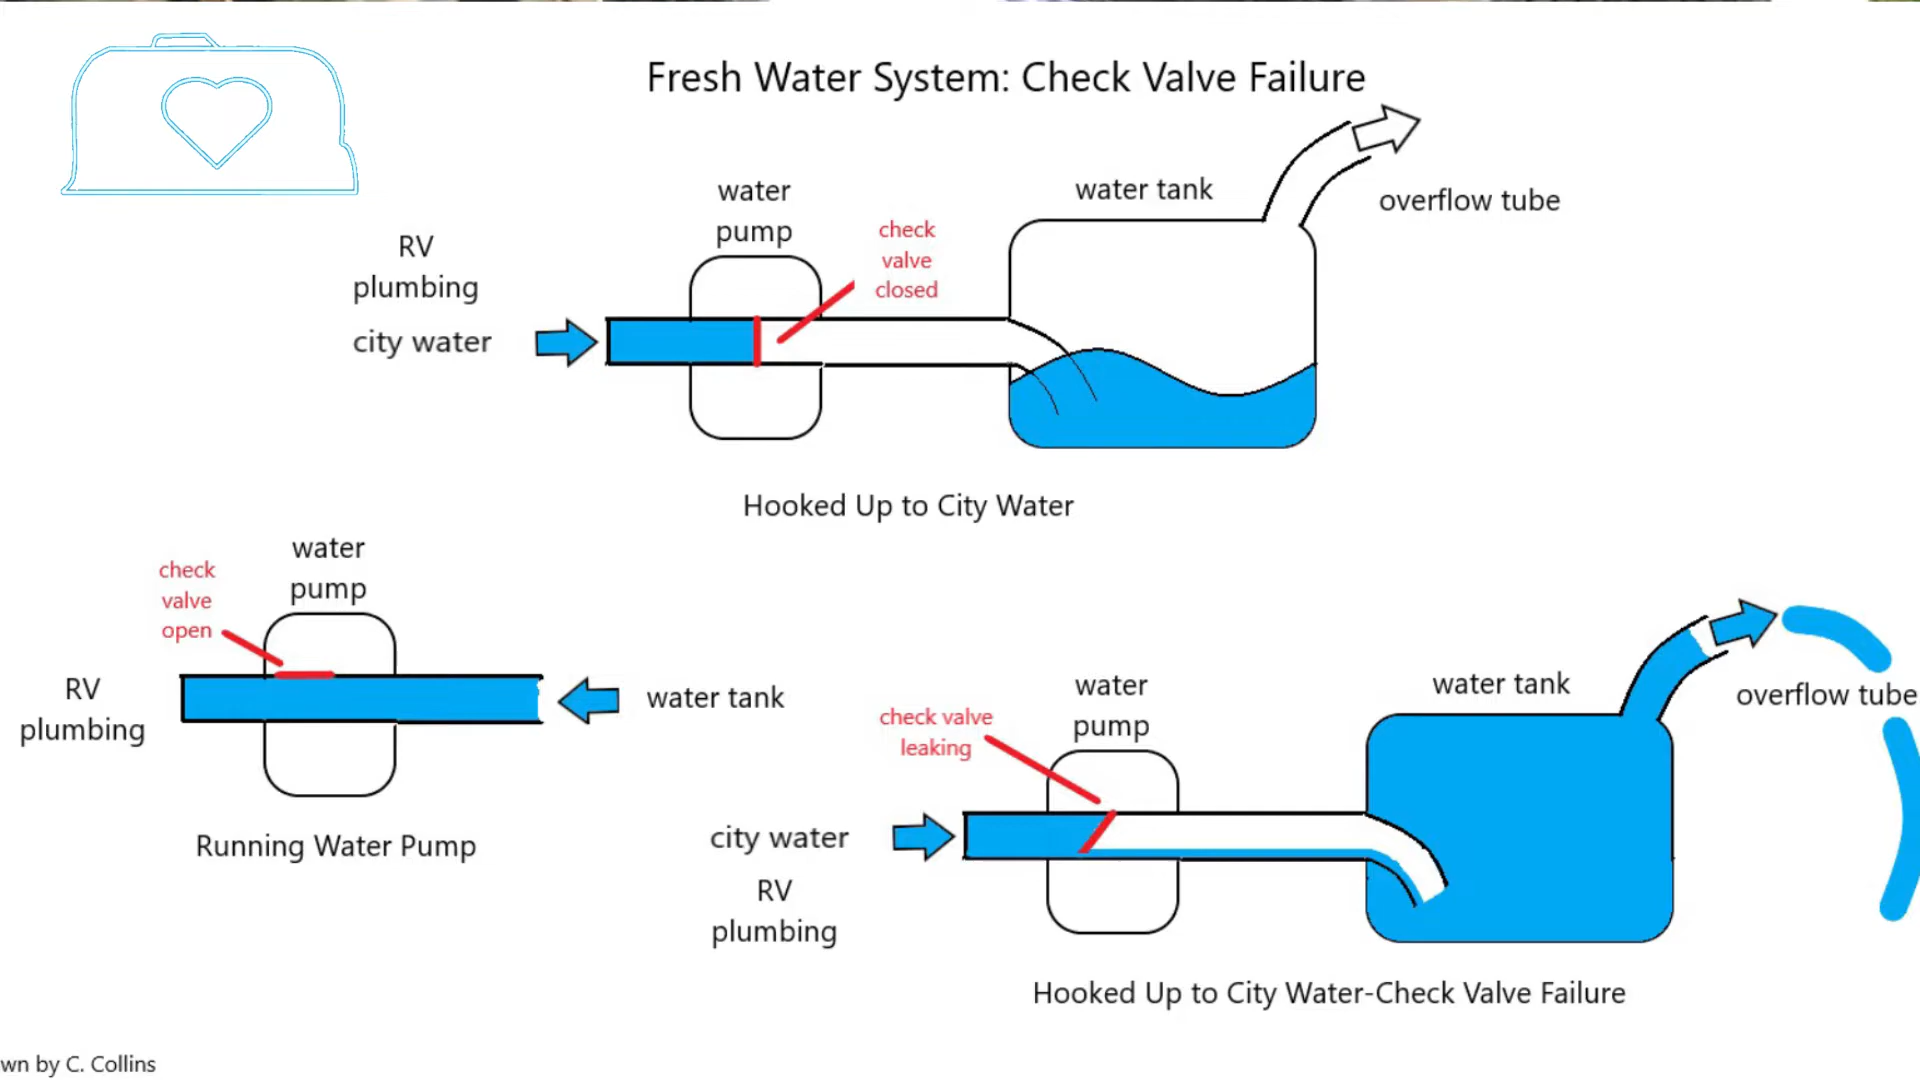 Fresh Water System: Check Valve Failure
water
pump
check
valve
closed
water tank
overflow tube
RV
plumbing
city water
Hooked Up to City Water
check
valve
open
water
pump
RV
plumbing
water tank
Running Water Pump
check valve
leaking
water
pump
water tank
overflow tube
city water
RV
plumbing
Hooked Up to City Water-Check Valve Failure
wn by C. Collins